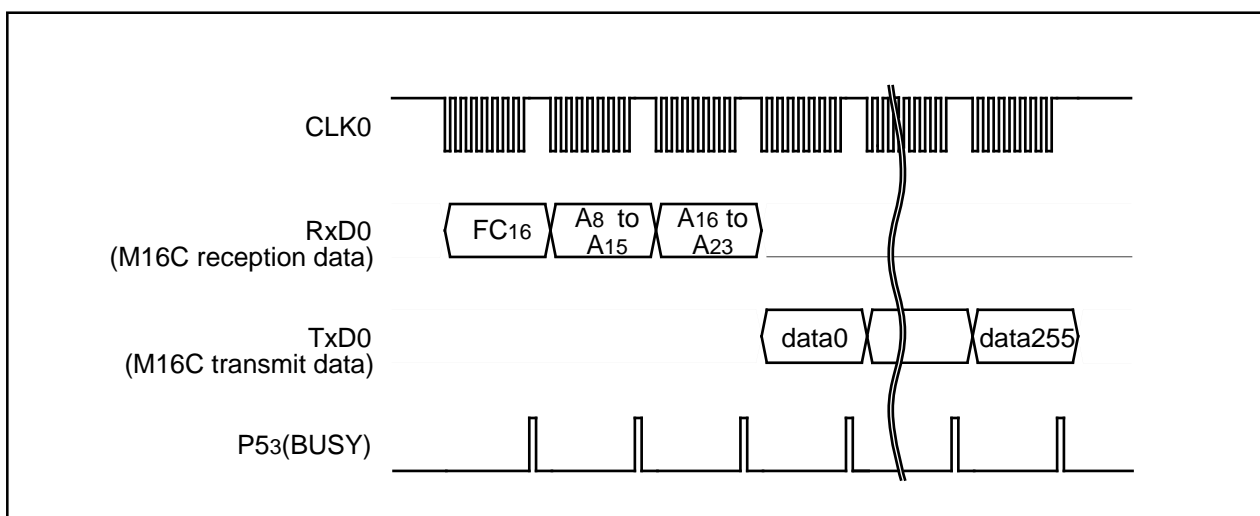 CLK0
RxD0
(M16C reception data)
FC16
A8 to
A15
A16 to
A23
TxD0
(M16C transmit data)
data0
data255
P53(BUSY)